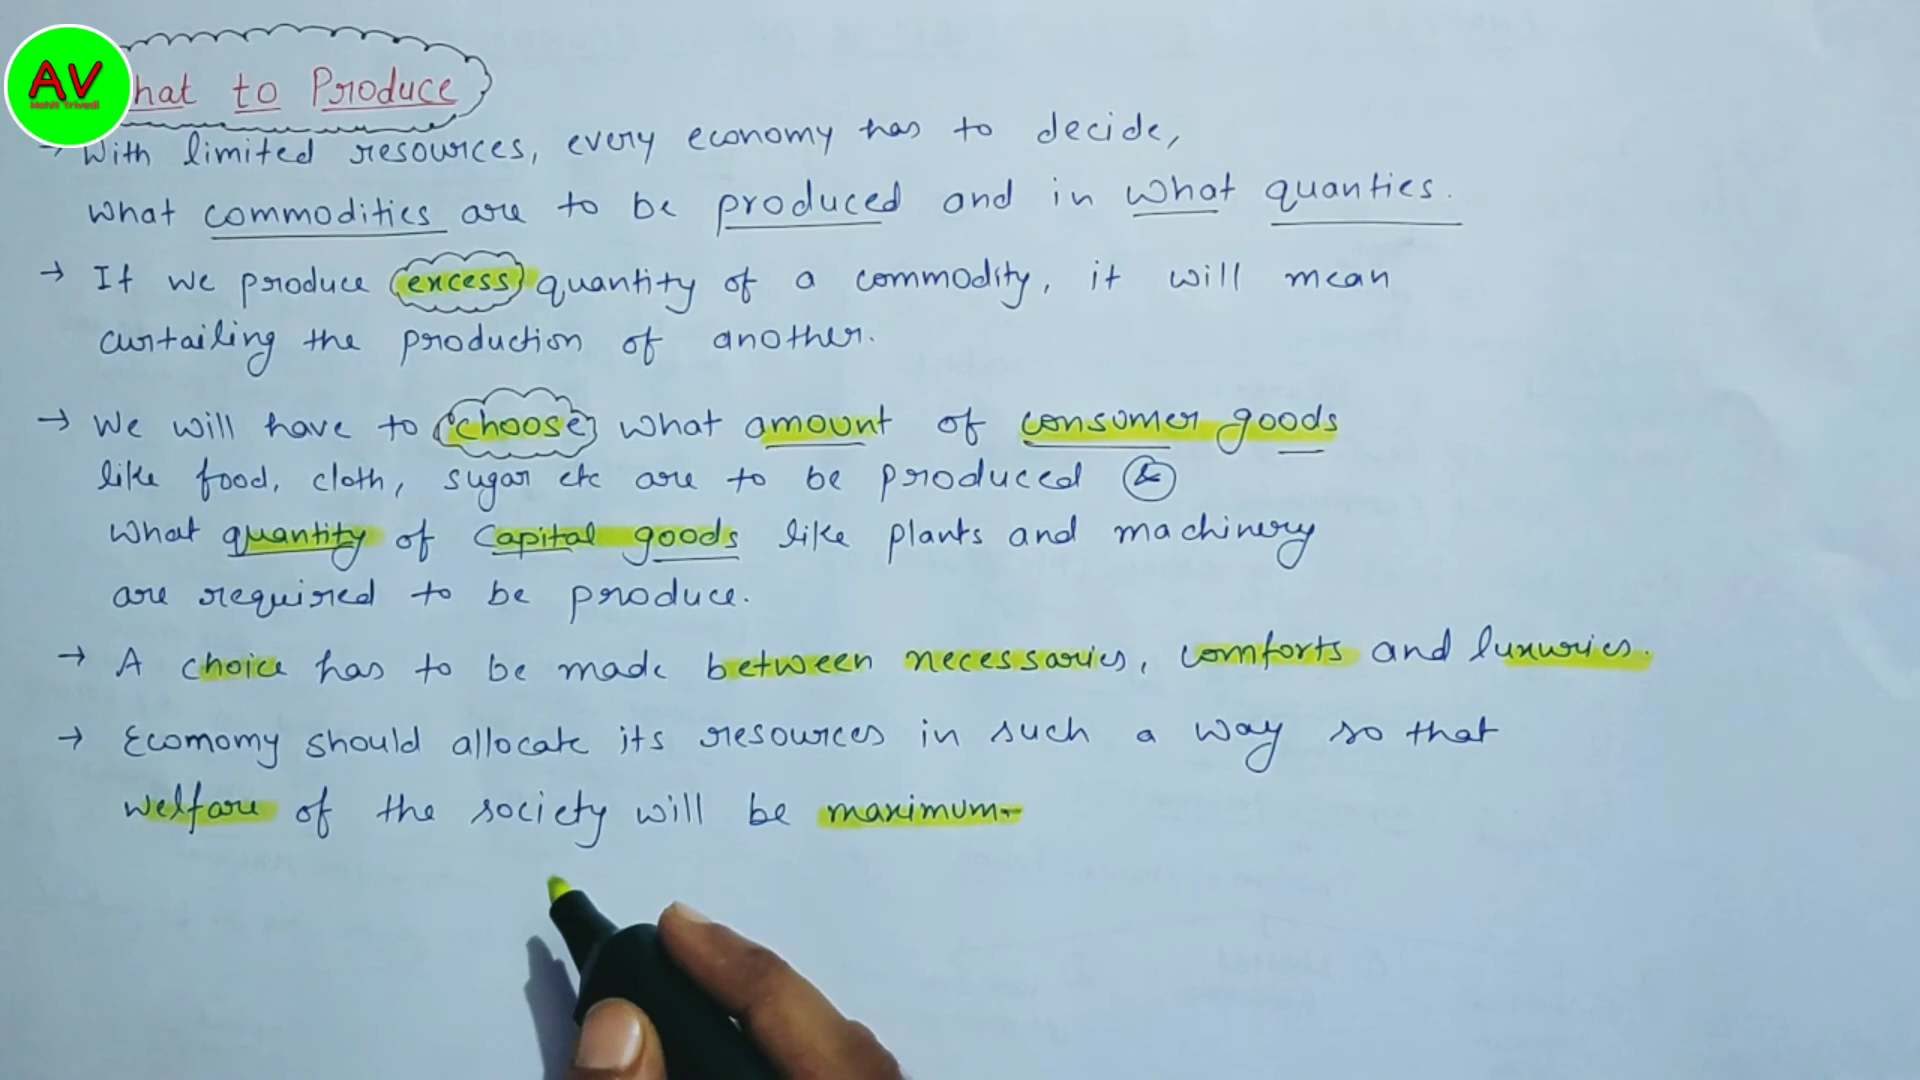 AV
Mohit Trivedi
hat to Produce
→ With limited resources, every economy has to decide,
what commodities are to be produced and in what quanties.
→ If we produce excess quantity of a commodity, it will mean
curtailing the production of another.
→ We will have to choose what amount of consumer goods
like food, cloth, sugar etc are to be produced &
what quantity of capital goods like plants and machinery
are required to be produce.
→ A choice has to be made between necessaries, comforts and luxuries.
→ Ecomomy should allocate its resources in such a way so that
welfare of the society will be maximum.